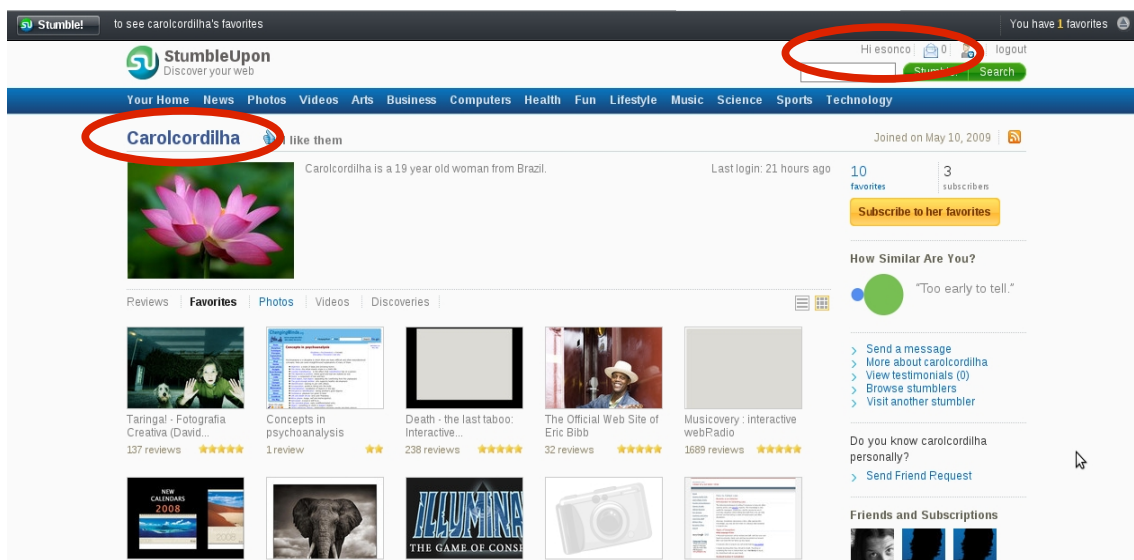 Stumble! to see carolcordilha's favorites You have 1 favorites
StumbleUpon
Discover your web
Hi esonco 0 logout
Stumble! Search
Your Home News Photos Videos Arts Business Computers Health Fun Lifestyle Music Science Sports Technology
Carolcordilha I like them Joined on May 10, 2009
Carolcordilha is a 19 year old woman from Brazil. Last login: 21 hours ago
10 3
favorites subscribers
Subscribe to her favorites
How Similar Are You?
"Too early to tell."
Reviews Favorites Photos Videos Discoveries
Send a message
More about carolcordilha
View testimonials (0)
Browse stumblers
Visit another stumbler
Taringa! - Fotografia
Creativa (David...
137 reviews
Concepts in
psychoanalysis
1 review
Death - the last taboo:
Interactive...
238 reviews
The Official Web Site of
Eric Bibb
32 reviews
Musicovery : interactive
webRadio
1689 reviews
Do you know carolcordilha
personally?
Send Friend Request
Friends and Subscriptions
NEW
CALENDARS
2008
2008
ILLUMINA
THE GAME OF CONSP